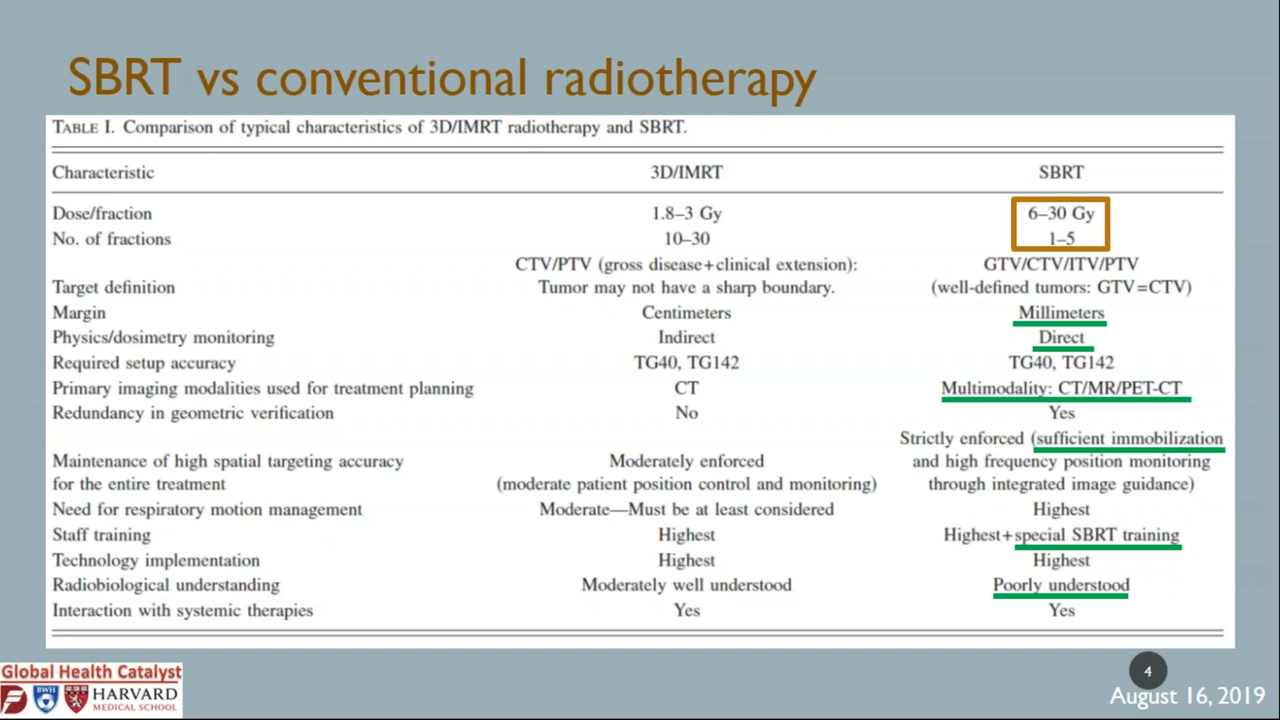 SBRT vs conventional radiotherapy
TABLE I. Comparison of typical characteristics of 3D/IMRT radiotherapy and SBRT.
Characteristic 3D/IMRT SBRT
Dose/fraction 1.8–3 Gy 6–30 Gy
No. of fractions 10–30 1–5
CTV/PTV (gross disease+clinical extension): GTV/CTV/ITV/PTV
Target definition Tumor may not have a sharp boundary. (well-defined tumors: GTV=CTV)
Margin Centimeters Millimeters
Physics/dosimetry monitoring Indirect Direct
Required setup accuracy TG40, TG142 TG40, TG142
Primary imaging modalities used for treatment planning CT Multimodality: CT/MR/PET-CT
Redundancy in geometric verification No Yes
Strictly enforced (sufficient immobilization
Maintenance of high spatial targeting accuracy Moderately enforced and high frequency position monitoring
for the entire treatment (moderate patient position control and monitoring) through integrated image guidance)
Need for respiratory motion management Moderate—Must be at least considered Highest
Staff training Highest Highest+special SBRT training
Technology implementation Highest Highest
Radiobiological understanding Moderately well understood Poorly understood
Interaction with systemic therapies Yes Yes
Global Health Catalyst
BWH HARVARD
MEDICAL SCHOOL
4
August 16, 2019